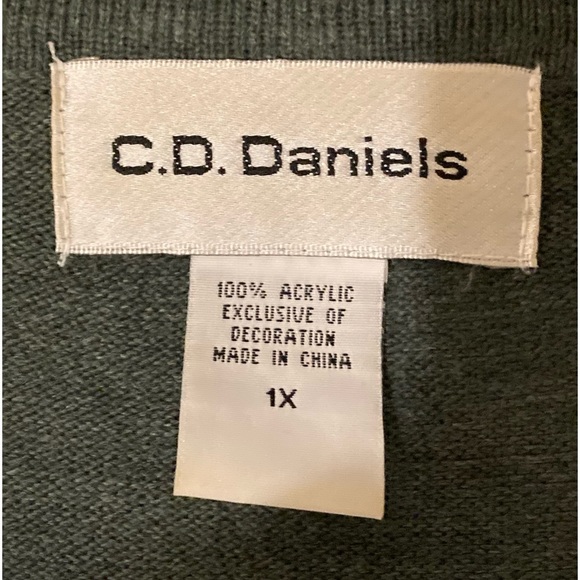 C.D. Daniels
100% ACRYLIC
EXCLUSIVE OF
DECORATION
MADE IN CHINA
1X